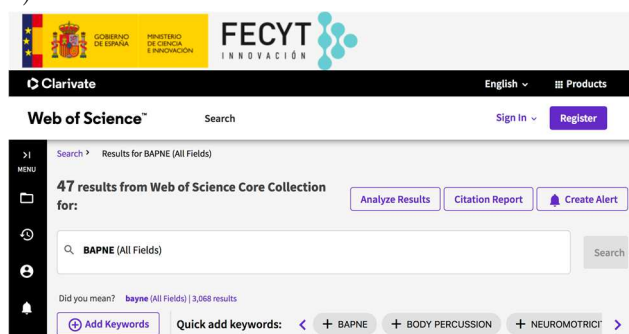 GOBIERNO DE ESPAÑA
MINISTERIO DE CIENCIA E INNOVACIÓN
FECYT
INNOVACIÓN
Clarivate
English
Products
Web of Science™
Search
Sign In
Register
MENU
Search > Results for BAPNE (All Fields)
47 results from Web of Science Core Collection
for:
Analyze Results
Citation Report
Create Alert
BAPNE (All Fields)
Search
Did you mean? bayne (All Fields) | 3,068 results
Add Keywords
Quick add keywords:
+ BAPNE
+ BODY PERCUSSION
+ NEUROMOTRICI